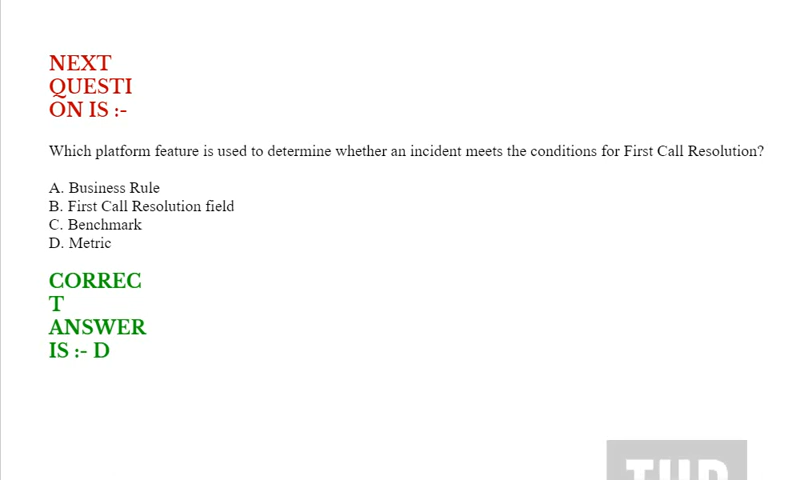 NEXT
QUESTI
ON IS :-
Which platform feature is used to determine whether an incident meets the conditions for First Call Resolution?
A. Business Rule
B. First Call Resolution field
C. Benchmark
D. Metric
CORREC
T
ANSWER
IS :- D